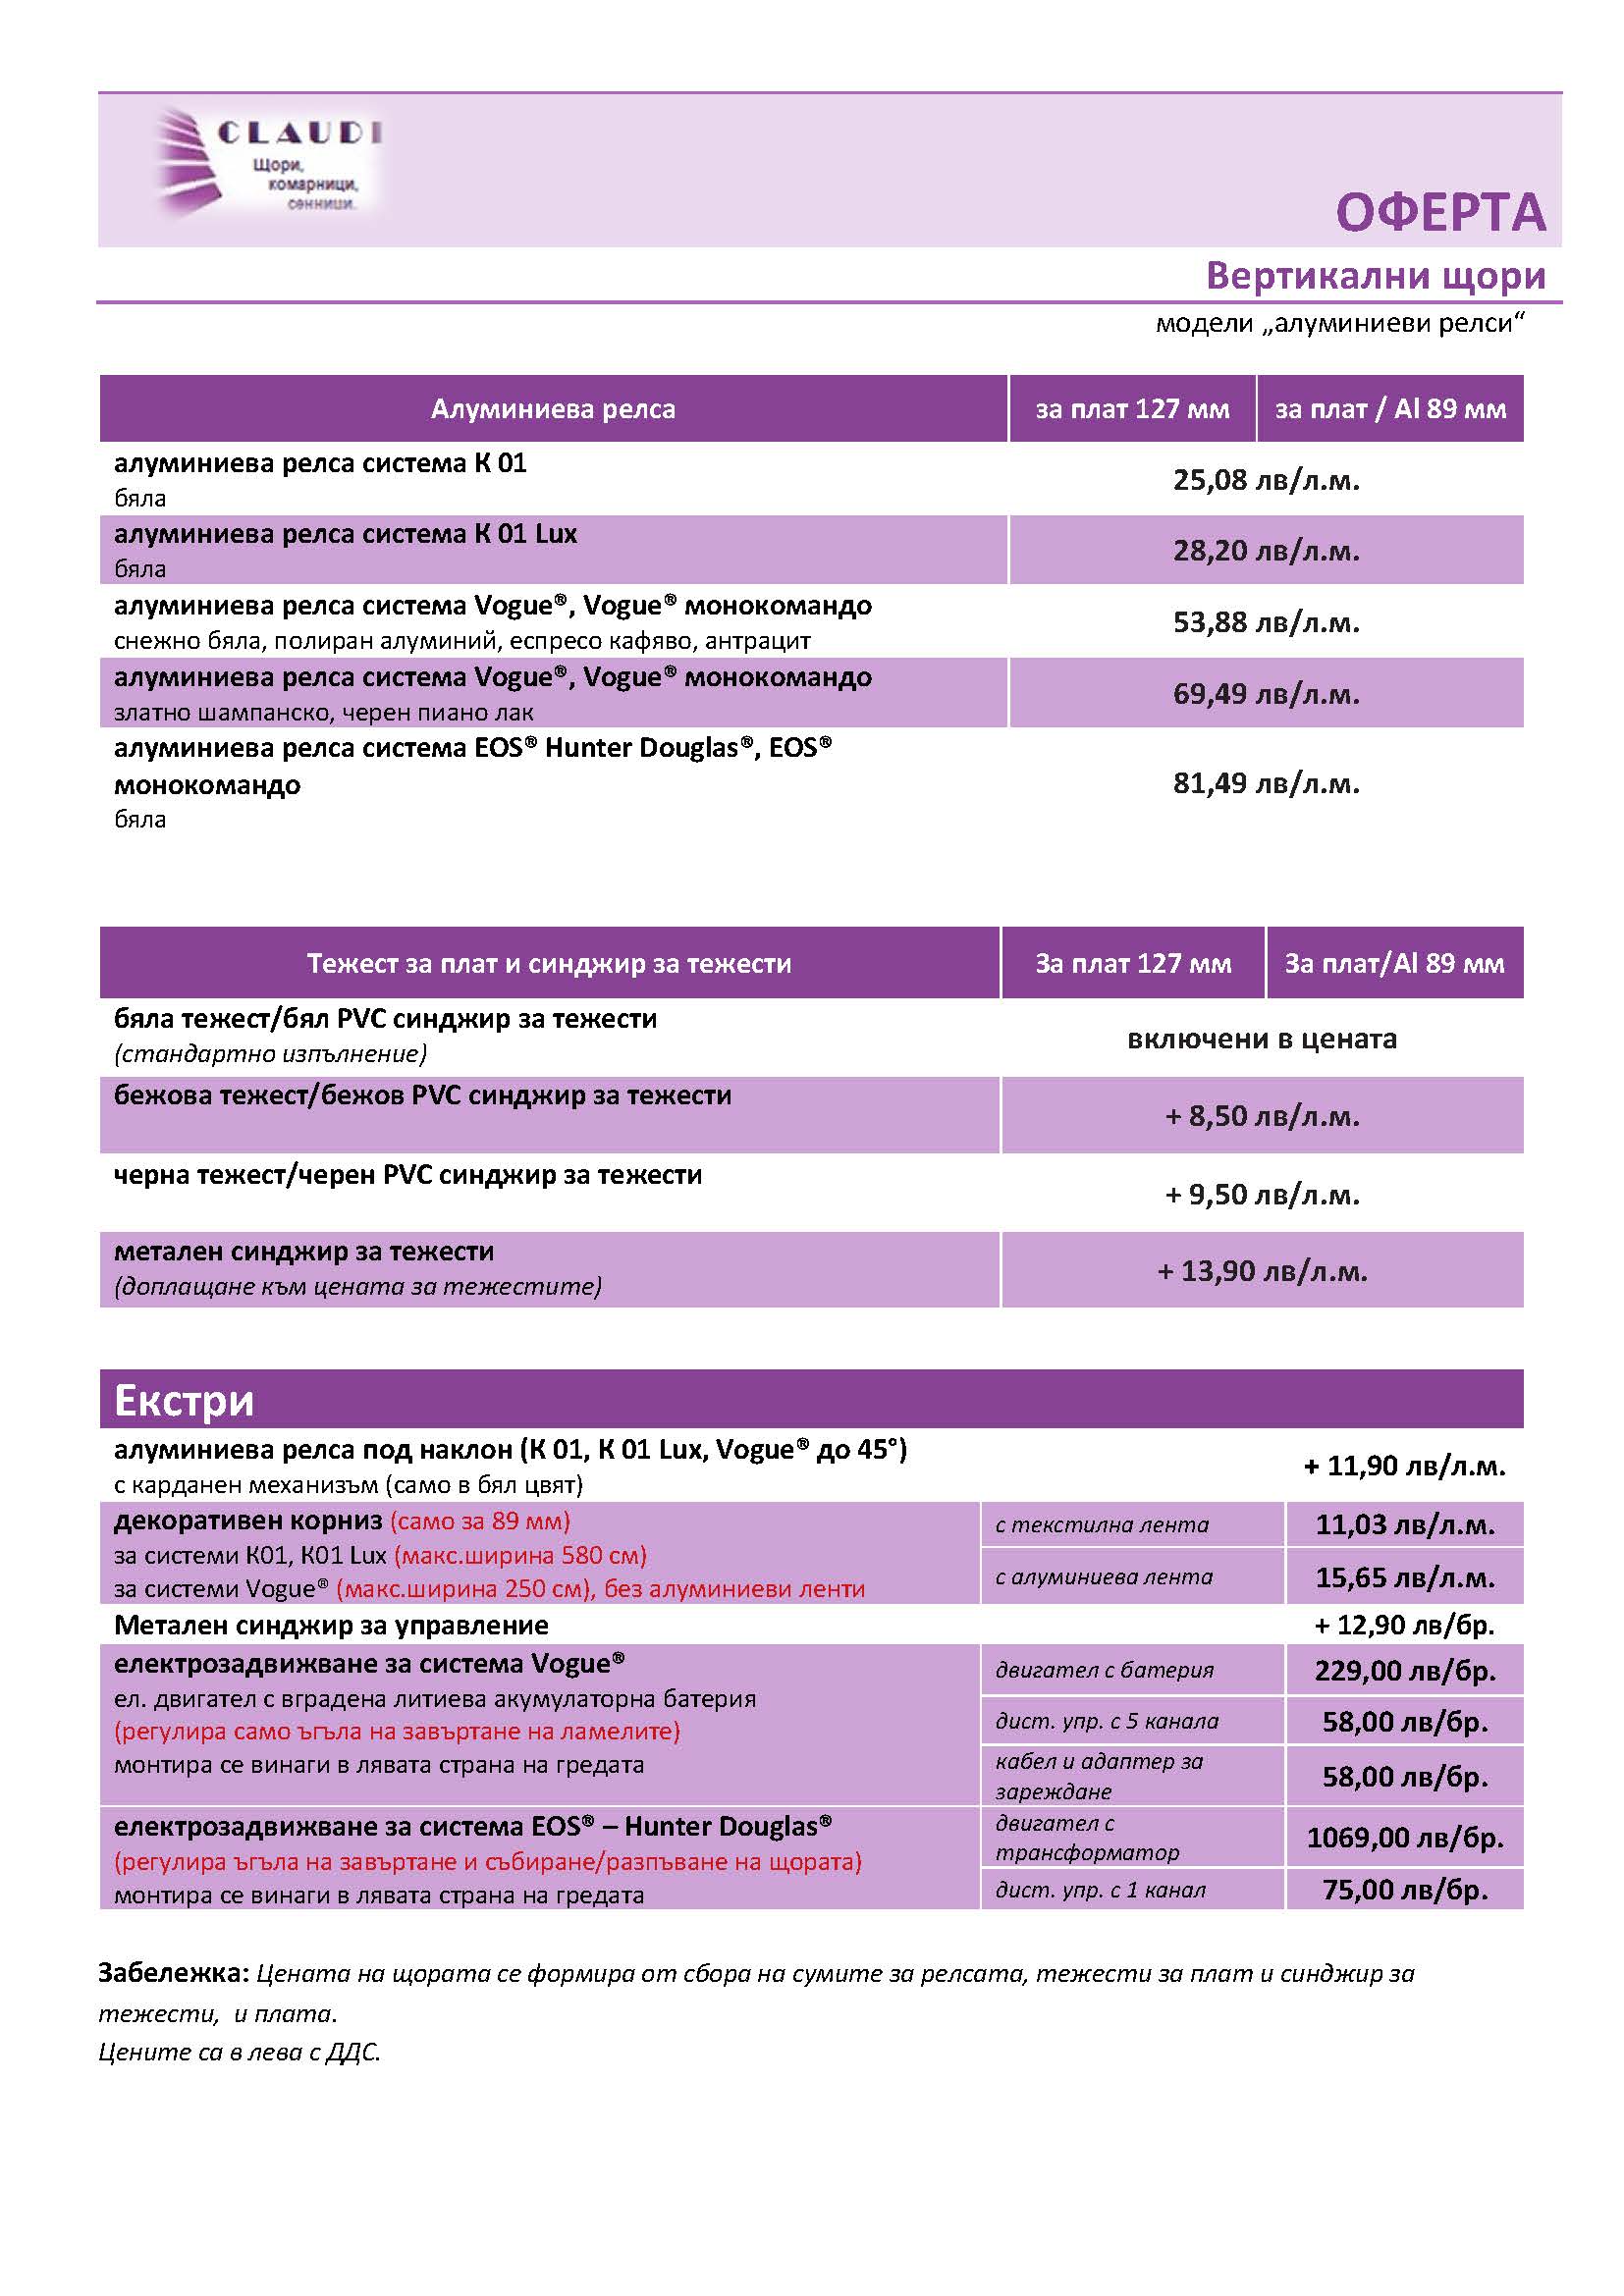 CLAUDI
Щори,
комарници,
сенници.
ОФЕРТА
Вертикални щори
модели „алуминиеви релси“
Алуминиева релса
за плат 127 мм
за плат / Al 89 мм
алуминиева релса система К 01
бяла
25,08 лв/л.м.
алуминиева релса система К 01 Lux
бяла
28,20 лв/л.м.
алуминиева релса система Vogue®, Vogue® монокомандо
снежно бяла, полиран алуминий, еспресо кафяво, антрацит
53,88 лв/л.м.
алуминиева релса система Vogue®, Vogue® монокомандо
златно шампанско, черен пиано лак
69,49 лв/л.м.
алуминиева релса система EOS® Hunter Douglas®, EOS®
монокомандо
бяла
81,49 лв/л.м.
Тежест за плат и синджир за тежести
За плат 127 мм
За плат/Al 89 мм
бяла тежест/бял PVC синджир за тежести
(стандартно изпълнение)
включени в цената
бежова тежест/бежов PVC синджир за тежести
+ 8,50 лв/л.м.
черна тежест/черен PVC синджир за тежести
+ 9,50 лв/л.м.
метален синджир за тежести
(доплащане към цената за тежестите)
+ 13,90 лв/л.м.
Екстри
алуминиева релса под наклон (К 01, К 01 Lux, Vogue® до 45°)
с карданен механизъм (само в бял цвят)
+ 11,90 лв/л.м.
декоративен корниз (само за 89 мм)
за системи К01, К01 Lux (макс.ширина 580 см)
за системи Vogue® (макс.ширина 250 см), без алуминиеви ленти
с текстилна лента
11,03 лв/л.м.
с алуминиева лента
15,65 лв/л.м.
Метален синджир за управление
+ 12,90 лв/бр.
електрозадвижване за система Vogue®
ел. двигател с вградена литиева акумулаторна батерия
(регулира само ъгъла на завъртане на ламелите)
монтира се винаги в лявата страна на гредата
двигател с батерия
229,00 лв/бр.
дист. упр. с 5 канала
58,00 лв/бр.
кабел и адаптер за
зареждане
58,00 лв/бр.
електрозадвижване за система EOS® – Hunter Douglas®
(регулира ъгъла на завъртане и събиране/разпъване на щората)
монтира се винаги в лявата страна на гредата
двигател с
трансформатор
1069,00 лв/бр.
дист. упр. с 1 канал
75,00 лв/бр.
Забележка: Цената на щората се формира от сбора на сумите за релсата, тежести за плат и синджир за
тежести,  и плата.
Цените са в лева с ДДС.